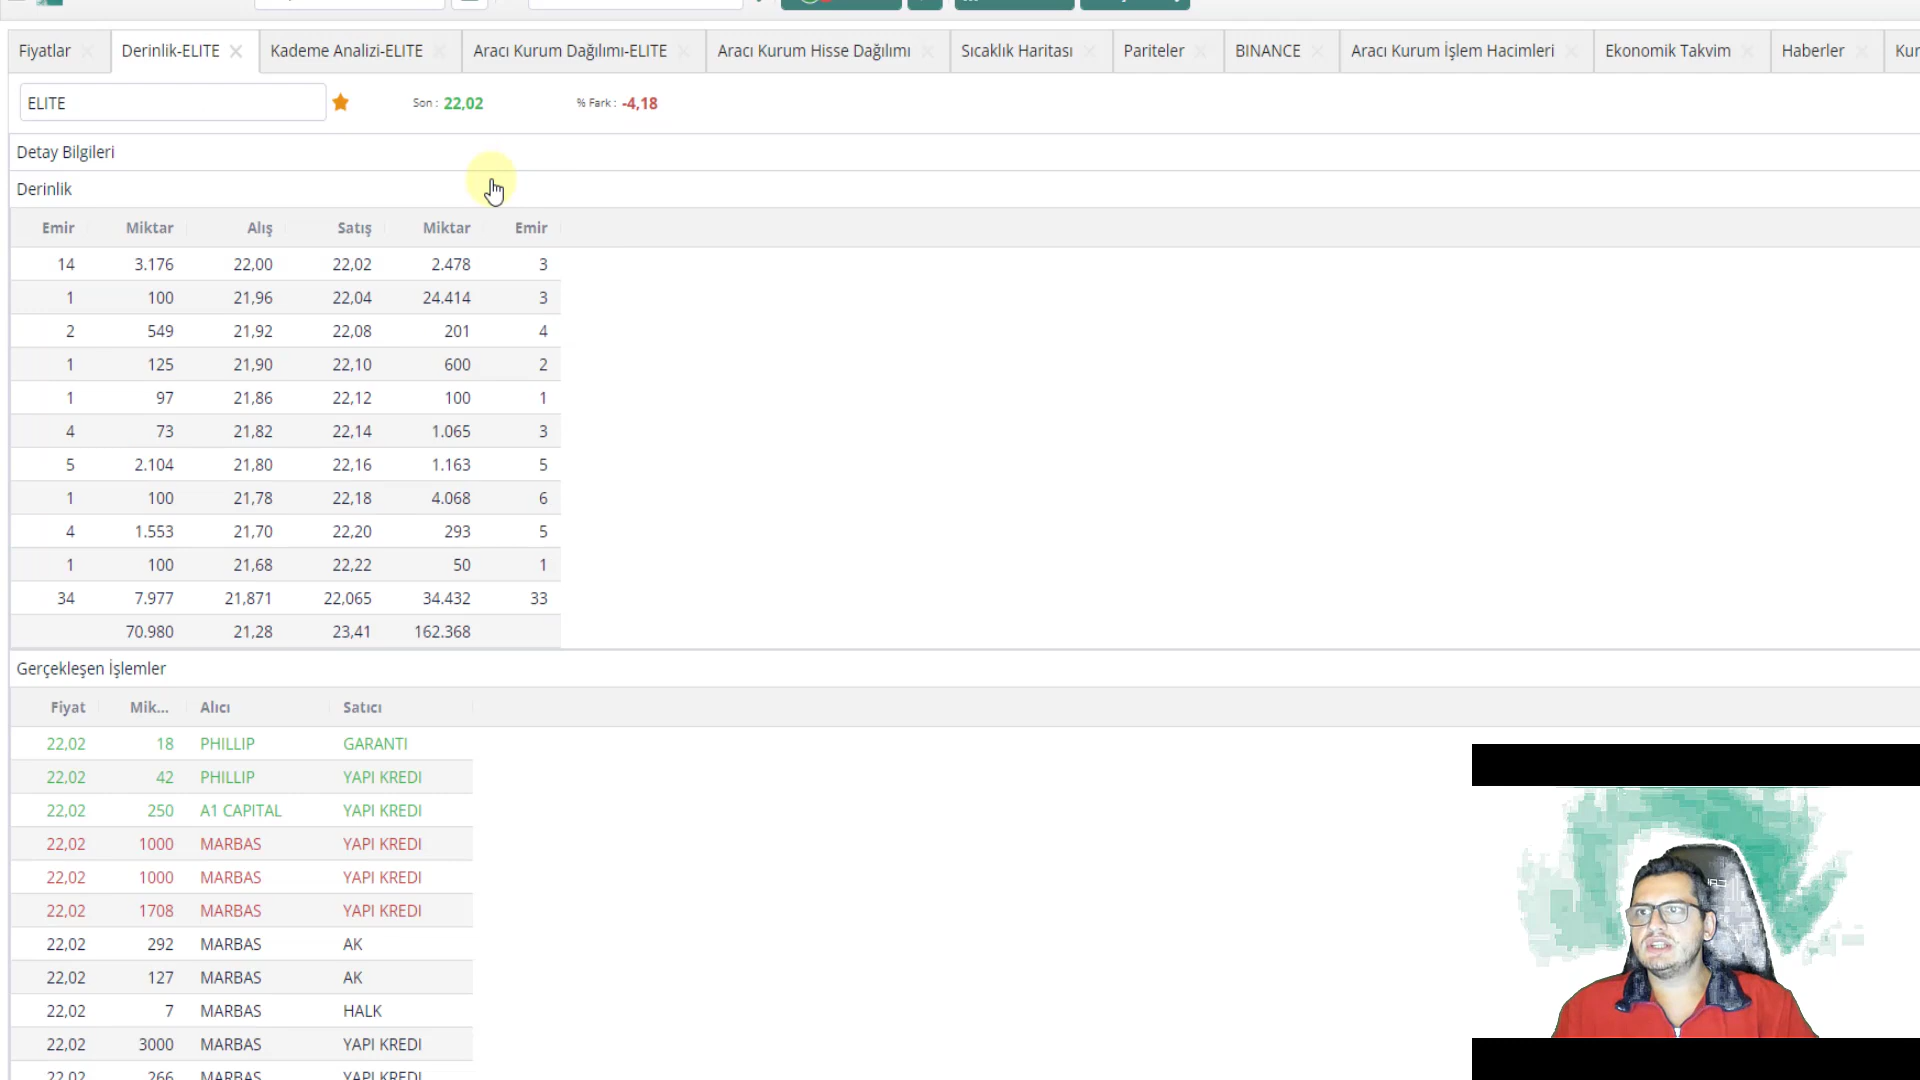 Fiyatlar Derinlik-ELITE Kademe Analizi-ELITE Aracı Kurum Dağılımı-ELITE Aracı Kurum Hisse Dağılımı Sıcaklık Haritası Pariteler BINANCE Aracı Kurum İşlem Hacimleri Ekonomik Takvim Haberler Kur
ELITE Son : 22,02 % Fark : -4,18
Detay Bilgileri
Derinlik
Emir Miktar Alış Satış Miktar Emir
14 3.176 22,00 22,02 2.478 3
1 100 21,96 22,04 24.414 3
2 549 21,92 22,08 201 4
1 125 21,90 22,10 600 2
1 97 21,86 22,12 100 1
4 73 21,82 22,14 1.065 3
5 2.104 21,80 22,16 1.163 5
1 100 21,78 22,18 4.068 6
4 1.553 21,70 22,20 293 5
1 100 21,68 22,22 50 1
34 7.977 21,871 22,065 34.432 33
70.980 21,28 23,41 162.368
Gerçekleşen İşlemler
Fiyat Mik... Alıcı Satıcı
22,02 18 PHILLIP GARANTI
22,02 42 PHILLIP YAPI KREDI
22,02 250 A1 CAPITAL YAPI KREDI
22,02 1000 MARBAS YAPI KREDI
22,02 1000 MARBAS YAPI KREDI
22,02 1708 MARBAS YAPI KREDI
22,02 292 MARBAS AK
22,02 127 MARBAS AK
22,02 7 MARBAS HALK
22,02 3000 MARBAS YAPI KREDI
22,02 266 MARBAS YAPI KREDI